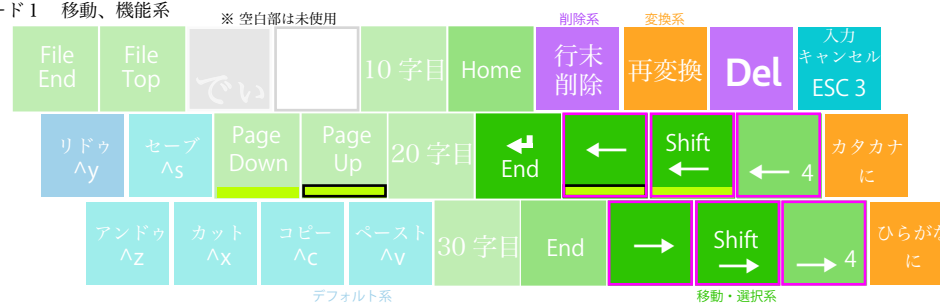 ード1 移動、機能系
※ 空白部は未使用
削除系
変換系
File
End
File
Top
でぃ
10 字目
Home
行末
削除
再変換
Del
入力
キャンセル
ESC 3
リドゥ
^y
セーブ
^s
Page
Down
Page
Up
20 字目
End
Shift
4
カタカナ
に
アンドゥ
^z
カット
^x
コピー
^c
ペースト
^v
30 字目
End
Shift
4
ひらがな
に
デフォルト系
移動・選択系